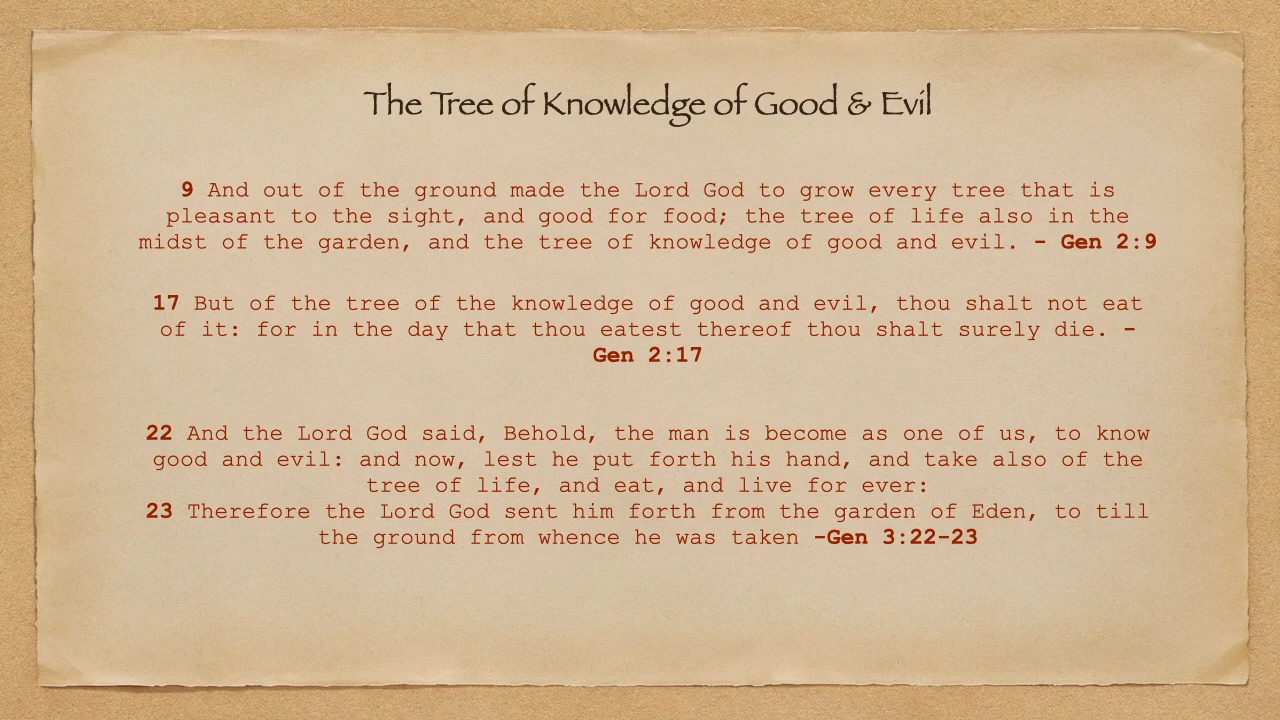 The Tree of Knowledge of Good & Evil
9 And out of the ground made the Lord God to grow every tree that is
pleasant to the sight, and good for food; the tree of life also in the
midst of the garden, and the tree of knowledge of good and evil. - Gen 2:9
17 But of the tree of the knowledge of good and evil, thou shalt not eat
of it: for in the day that thou eatest thereof thou shalt surely die. -
Gen 2:17
22 And the Lord God said, Behold, the man is become as one of us, to know
good and evil: and now, lest he put forth his hand, and take also of the
tree of life, and eat, and live for ever:
23 Therefore the Lord God sent him forth from the garden of Eden, to till
the ground from whence he was taken -Gen 3:22-23